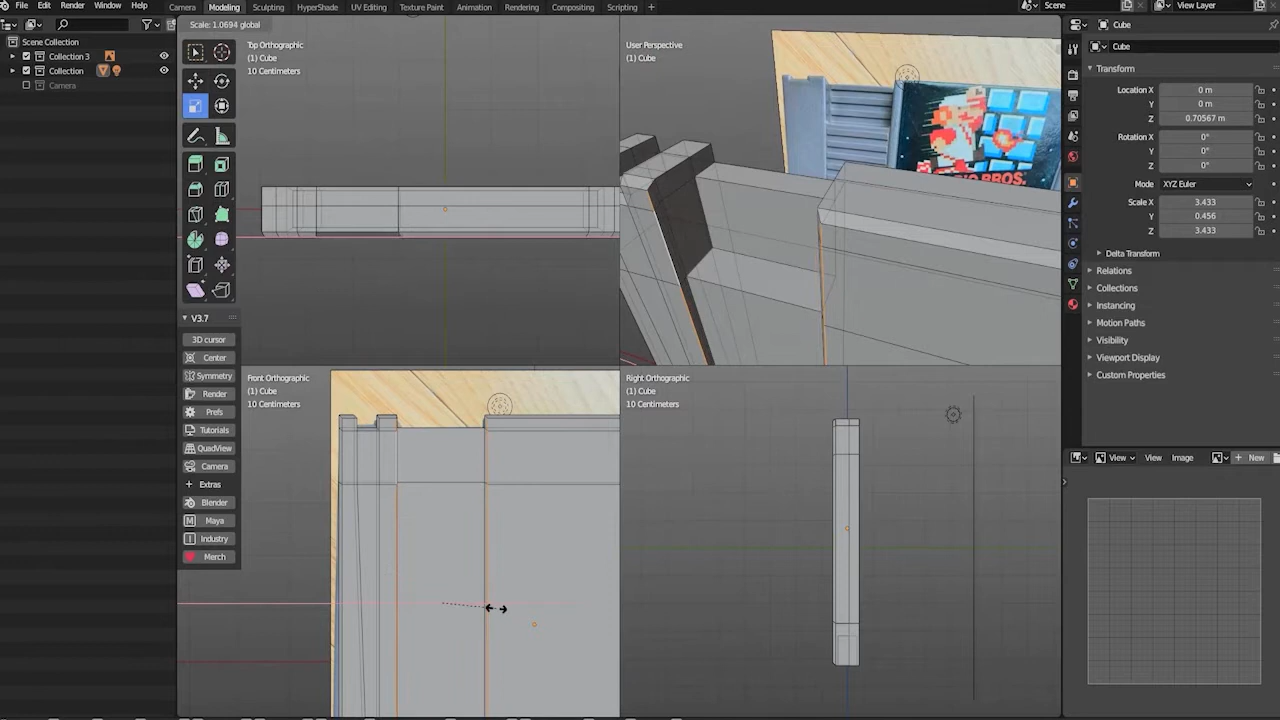 File Edit Render Window Help
Camera Modeling Sculpting HyperShade UV Editing Texture Paint Animation Rendering Compositing Scripting +
Scene
View Layer
Scale: 1.0694 global
Scene Collection
Collection 3
Collection
Camera
Top Orthographic
(1) Cube
10 Centimeters
User Perspective
(1) Cube
Front Orthographic
(1) Cube
10 Centimeters
Right Orthographic
(1) Cube
10 Centimeters
V3.7
3D cursor
Center
Symmetry
Render
Prefs
Tutorials
QuadView
Camera
Extras
Blender
Maya
Industry
Merch
Cube
Cube
Transform
Location X 0 m
Y 0 m
Z 0.70567 m
Rotation X 0°
Y 0°
Z 0°
Mode XYZ Euler
Scale X 3.433
Y 0.456
Z 3.433
Delta Transform
Relations
Collections
Instancing
Motion Paths
Visibility
Viewport Display
Custom Properties
View View Image + New